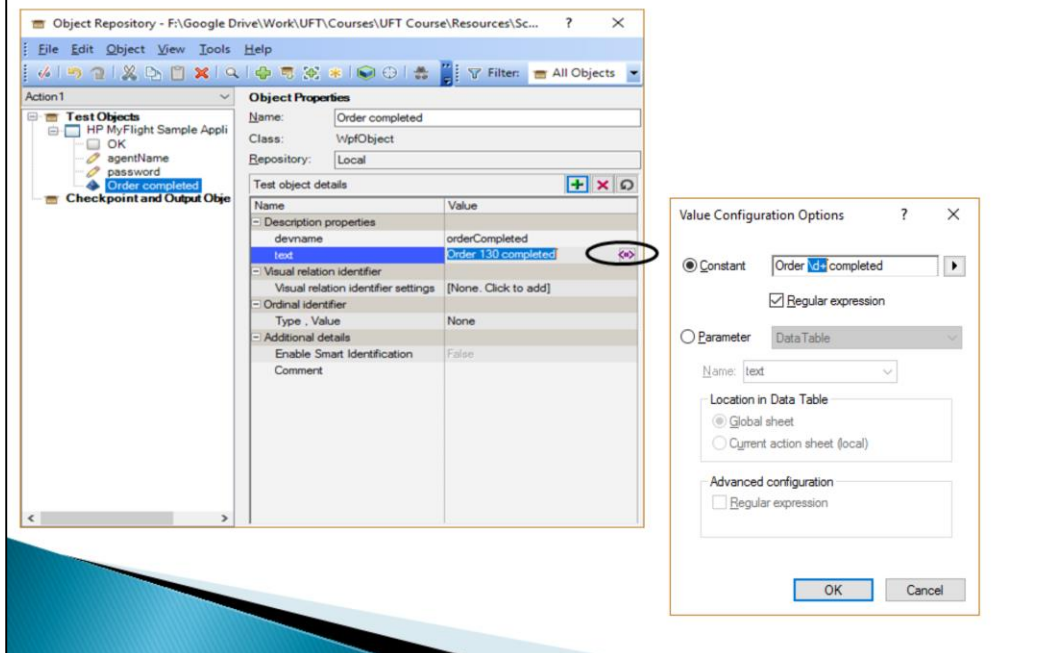 Object Repository - F:\Google Drive\Work\UFT\Courses\UFT Course\Resources\Sc... ? ×
File Edit Object View Tools Help
Filter: All Objects
Action1
Test Objects
HP MyFlight Sample Appli
OK
agentName
password
Order completed
Checkpoint and Output Obje
Object Properties
Name: Order completed
Class: WpfObject
Repository: Local
Test object details
Name Value
Description properties
devname orderCompleted
text Order 130 completed
Visual relation identifier
Visual relation identifier settings [None. Click to add]
Ordinal identifier
Type , Value None
Additional details
Enable Smart Identification False
Comment
Value Configuration Options ? ×
Constant Order \d+ completed
Regular expression
Parameter DataTable
Name: text
Location in Data Table
Global sheet
Current action sheet (local)
Advanced configuration
Regular expression
OK Cancel